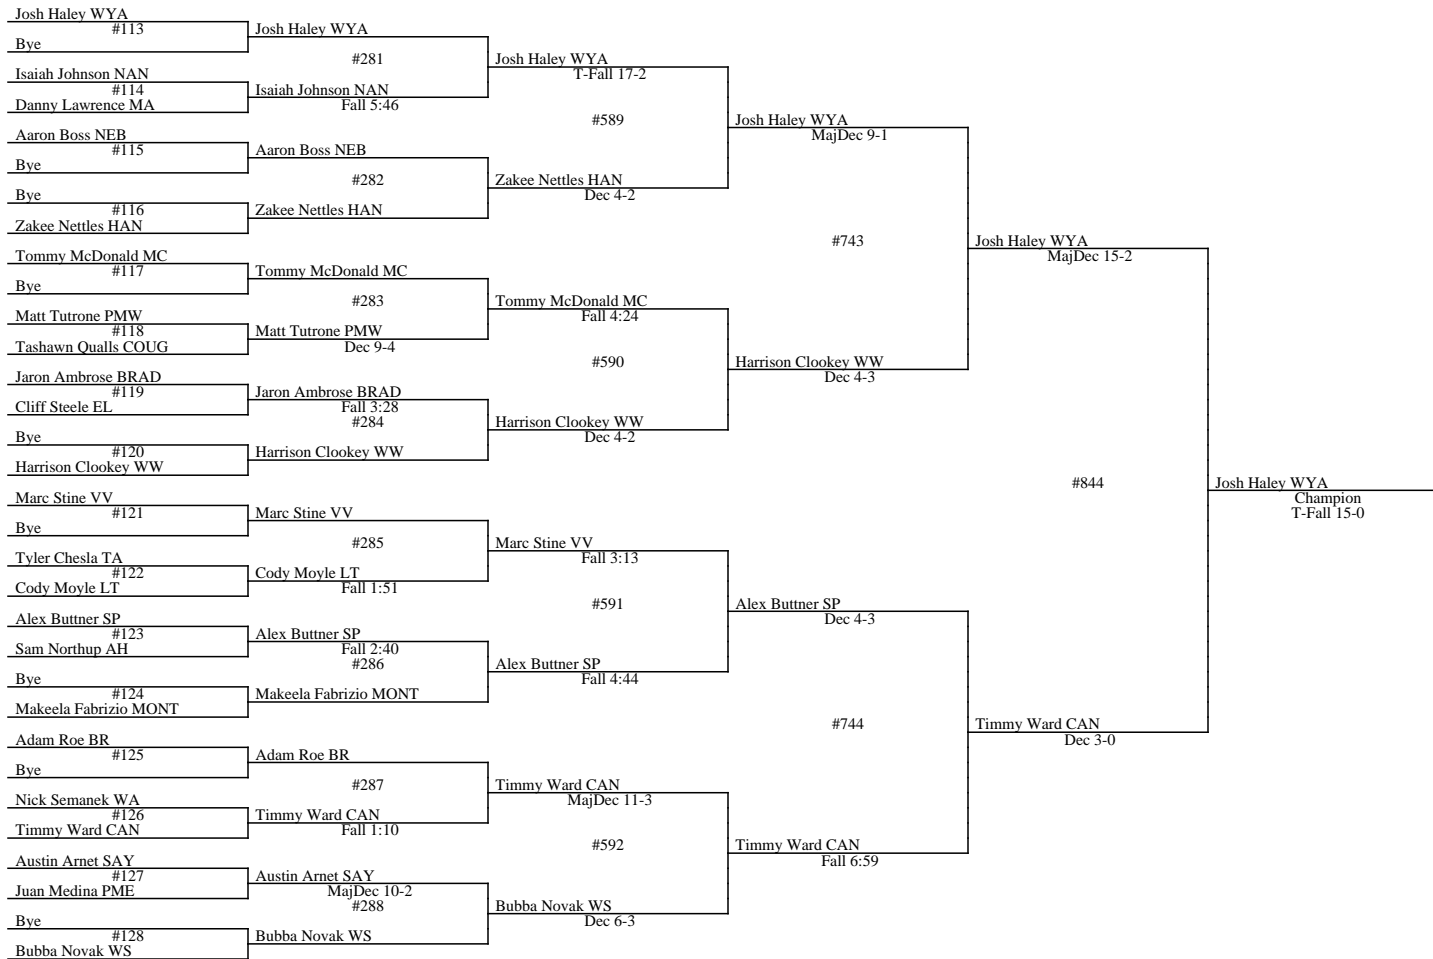 Josh Haley WYA
#113
Bye
Isaiah Johnson NAN
#114
Danny Lawrence MA
Aaron Boss NEB
#115
Bye
Bye
#116
Zakee Nettles HAN
Tommy McDonald MC
#117
Bye
Matt Tutrone PMW
#118
Tashawn Qualls COUG
Jaron Ambrose BRAD
#119
Cliff Steele EL
Bye
#120
Harrison Clookey WW
Marc Stine VV
#121
Bye
Tyler Chesla TA
#122
Cody Moyle LT
Alex Buttner SP
#123
Sam Northup AH
Bye
#124
Makeela Fabrizio MONT
Adam Roe BR
#125
Bye
Nick Semanek WA
#126
Timmy Ward CAN
Austin Arnet SAY
#127
Juan Medina PME
Bye
#128
Bubba Novak WS
Josh Haley WYA
#281
Isaiah Johnson NAN
Fall 5:46
Aaron Boss NEB
#282
Zakee Nettles HAN
Tommy McDonald MC
#283
Matt Tutrone PMW
Dec 9-4
Jaron Ambrose BRAD
Fall 3:28
#284
Harrison Clookey WW
Marc Stine VV
#285
Cody Moyle LT
Fall 1:51
Alex Buttner SP
Fall 2:40
#286
Makeela Fabrizio MONT
Adam Roe BR
#287
Timmy Ward CAN
Fall 1:10
Austin Arnet SAY
MajDec 10-2
#288
Bubba Novak WS
Josh Haley WYA
T-Fall 17-2
#589
Zakee Nettles HAN
Dec 4-2
Tommy McDonald MC
Fall 4:24
#590
Harrison Clookey WW
Dec 4-2
Marc Stine VV
Fall 3:13
#591
Alex Buttner SP
Fall 4:44
Timmy Ward CAN
MajDec 11-3
#592
Bubba Novak WS
Dec 6-3
Josh Haley WYA
MajDec 9-1
#743
Harrison Clookey WW
Dec 4-3
Alex Buttner SP
Dec 4-3
#744
Timmy Ward CAN
Fall 6:59
Josh Haley WYA
MajDec 15-2
#844
Timmy Ward CAN
Dec 3-0
Josh Haley WYA
Champion
T-Fall 15-0